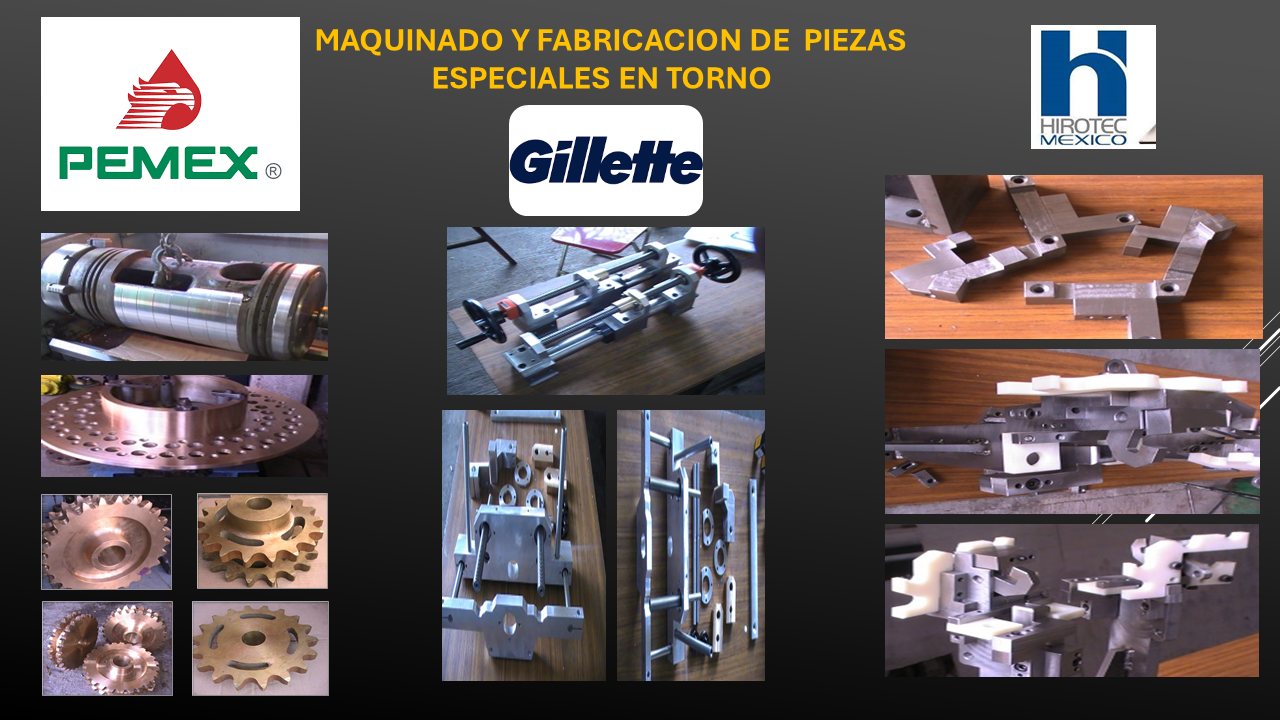 MAQUINADO Y FABRICACION DE  PIEZAS
ESPECIALES EN TORNO
PEMEX®
Gillette
h
HIROTEC
MEXICO